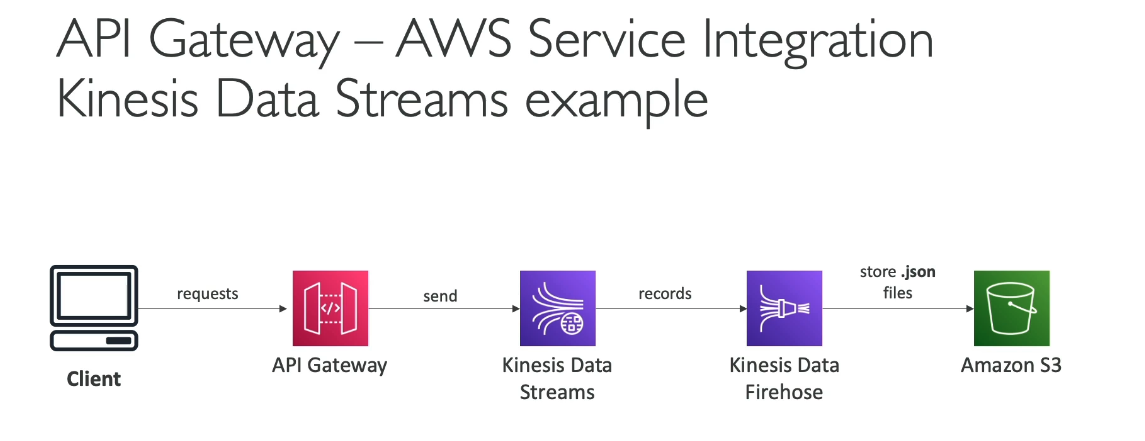 API Gateway – AWS Service Integration
Kinesis Data Streams example
requests
send
records
store .json
files
</>
Client
API Gateway
Kinesis Data
Streams
Kinesis Data
Firehose
Amazon S3